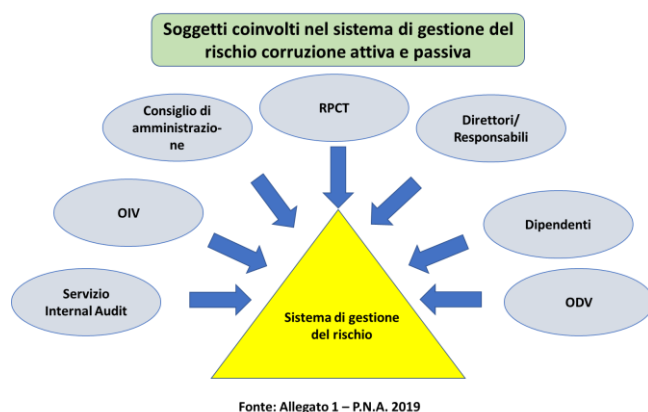 Soggetti coinvolti nel sistema di gestione del
rischio corruzione attiva e passiva
Consiglio di
amministrazio-
ne
RPCT
Direttori/
Responsabili
OIV
Dipendenti
Servizio
Internal Audit
ODV
Sistema di gestione
del rischio
Fonte: Allegato 1 – P.N.A. 2019